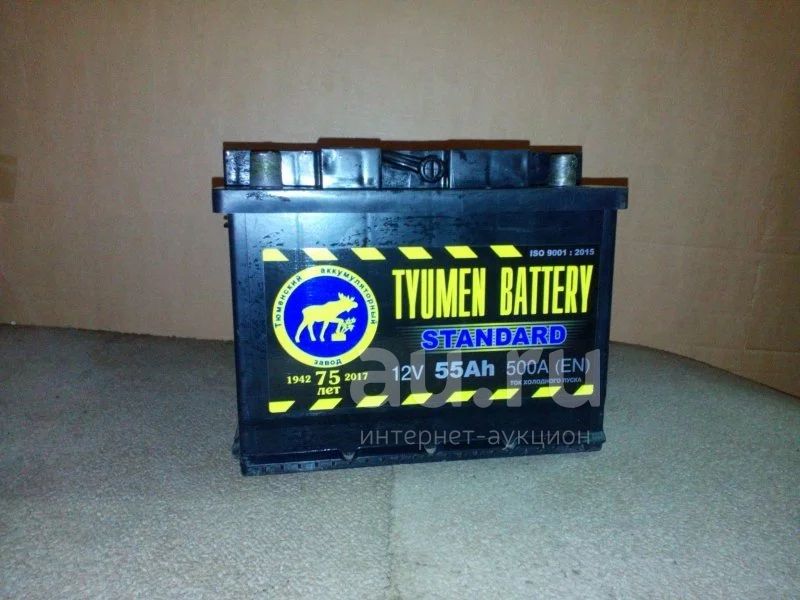 ISO 9001 : 2015
TYUMEN BATTERY
STANDARD
12V 55Ah 500A (EN)
ТОК ХОЛОДНОГО ПУСКА
Тюменский аккумуляторный
завод
1942 75 2017
лет
au.ru
интернет-аукцион